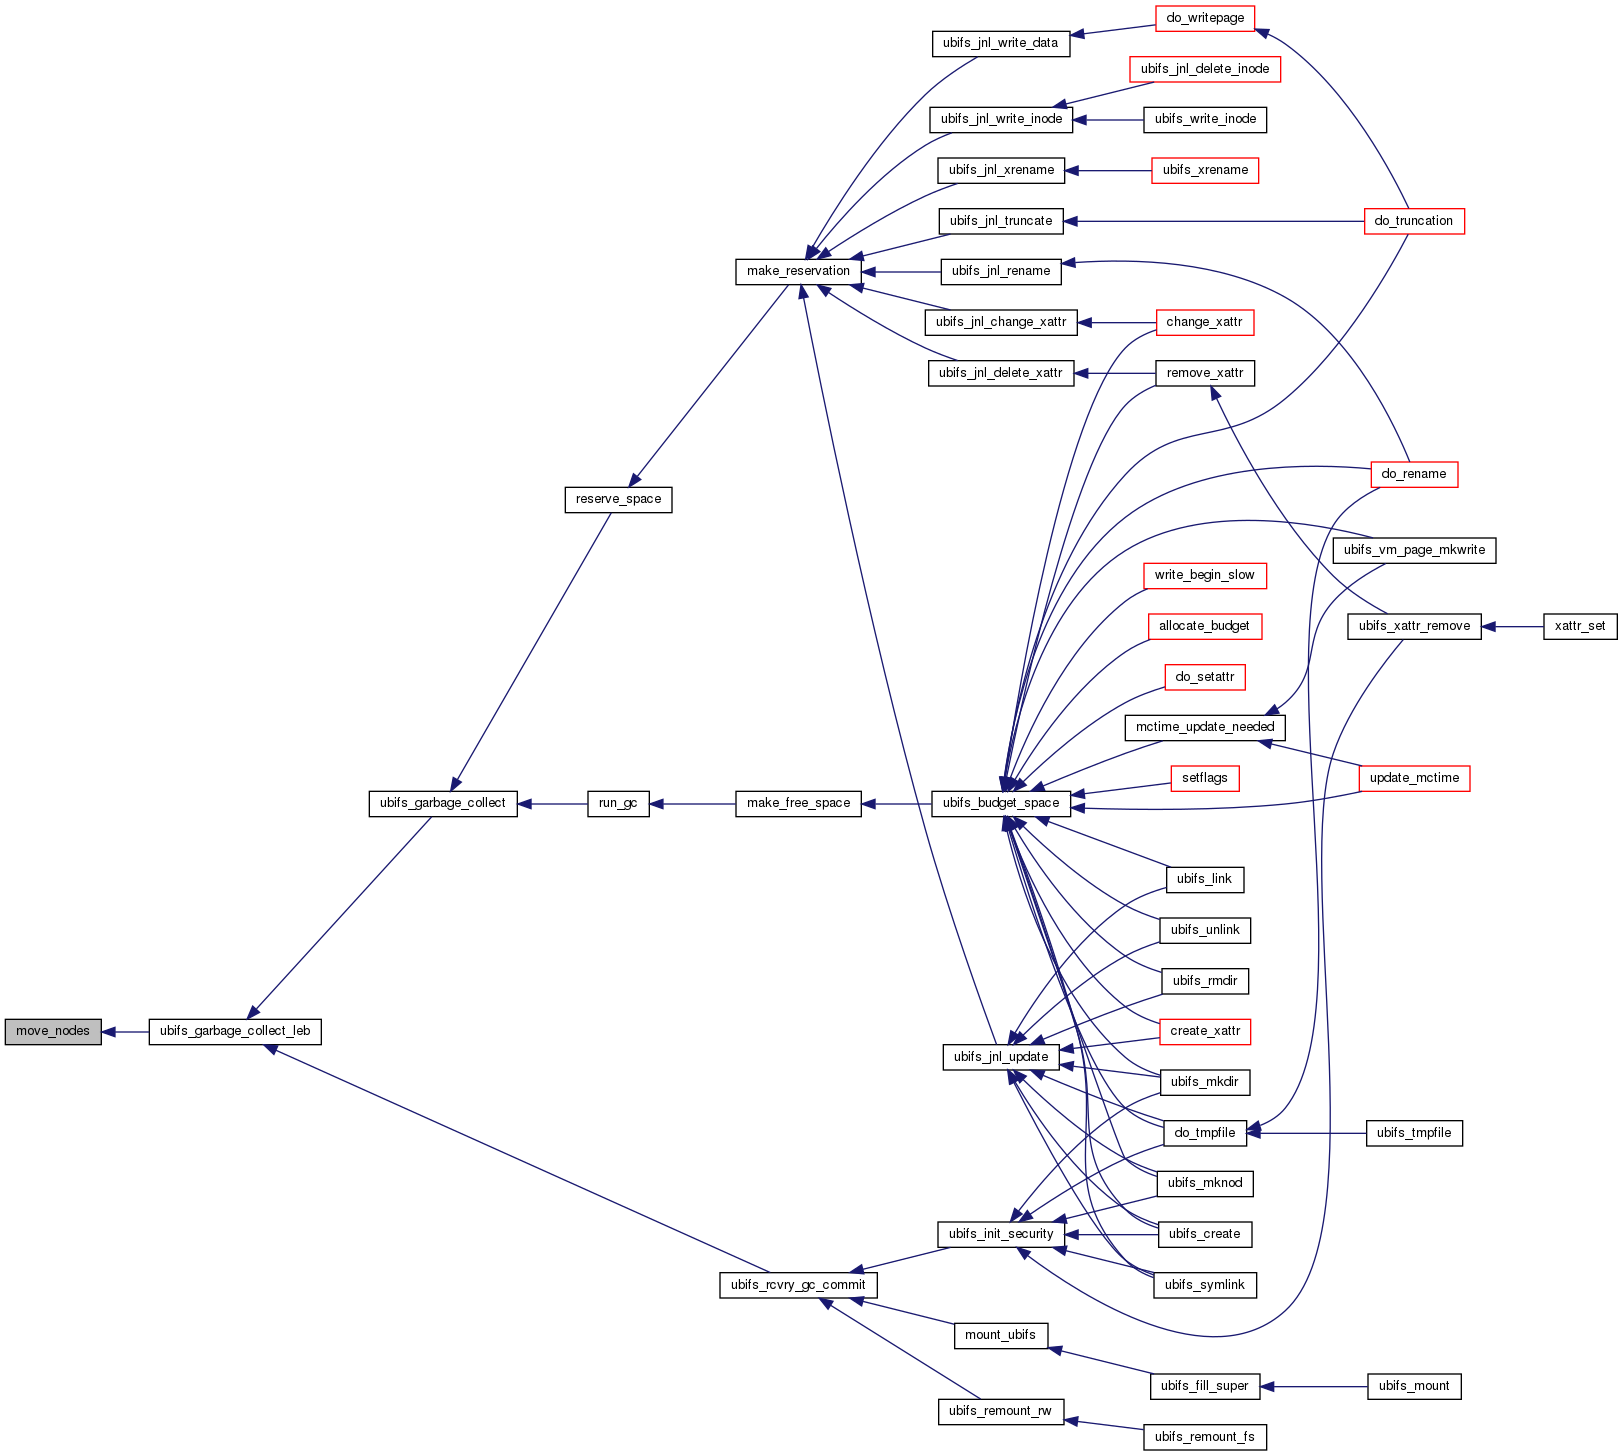 do_writepage
ubifs_jnl_write_data
ubifs_jnl_delete_inode
ubifs_jnl_write_inode
ubifs_write_inode
ubifs_jnl_xrename
ubifs_xrename
ubifs_jnl_truncate
do_truncation
make_reservation
ubifs_jnl_rename
ubifs_jnl_change_xattr
change_xattr
ubifs_jnl_delete_xattr
remove_xattr
do_rename
reserve_space
ubifs_vm_page_mkwrite
write_begin_slow
allocate_budget
ubifs_xattr_remove
xattr_set
do_setattr
mctime_update_needed
setflags
update_mctime
ubifs_garbage_collect
run_gc
make_free_space
ubifs_budget_space
ubifs_link
ubifs_unlink
ubifs_rmdir
move_nodes
ubifs_garbage_collect_leb
create_xattr
ubifs_jnl_update
ubifs_mkdir
do_tmpfile
ubifs_tmpfile
ubifs_mknod
ubifs_init_security
ubifs_create
ubifs_rcvry_gc_commit
ubifs_symlink
mount_ubifs
ubifs_fill_super
ubifs_mount
ubifs_remount_rw
ubifs_remount_fs